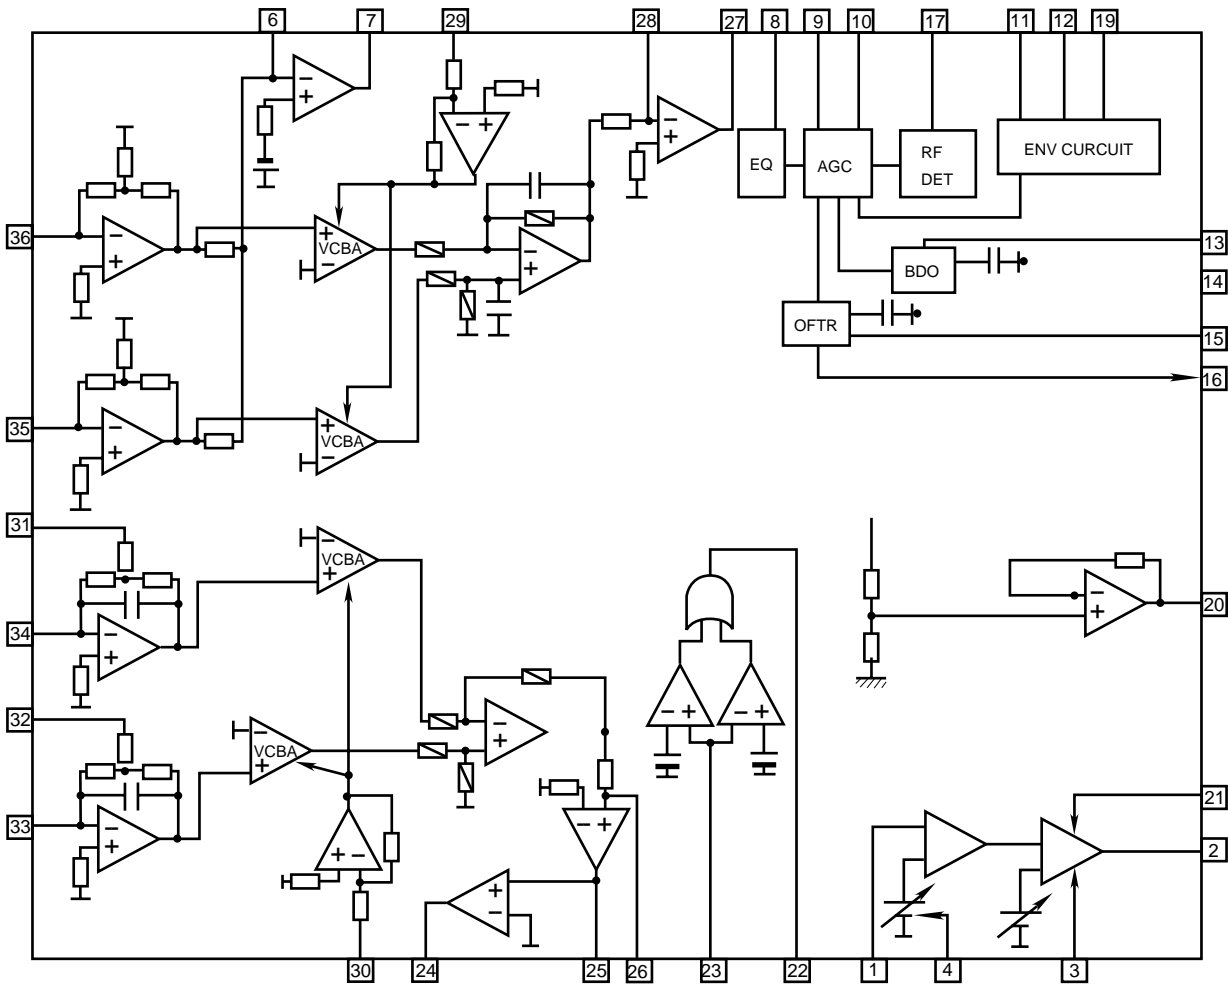 6 7 29 28 27 8 9 10 17 11 12 19
− +
− +
− +
EQ AGC RF DET ENV CURCUIT
36 − + + VCBA − − + 13
BDO
14
OFTR 15
16
35 − + + VCBA −
31 − VCBA +
34 − +
20 − +
32
− VCBA + − +
− + − +
33 − +
− +
21
+ −
2
+ −
30 24 25 26 23 22 1 4 3